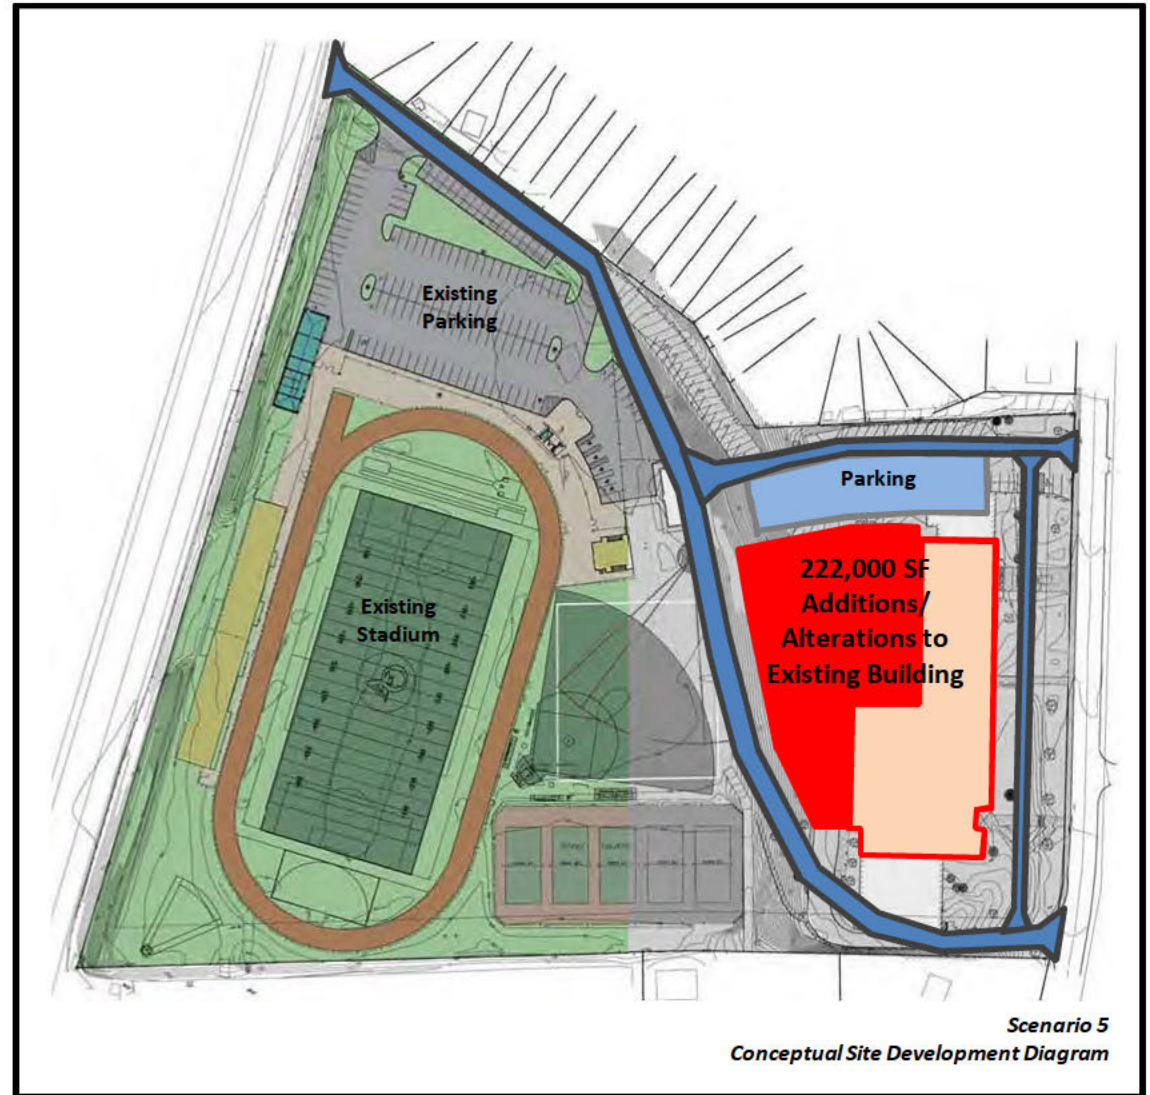 Existing
Parking
Parking
222,000 SF
Additions/
Alterations to
Existing Building
Existing
Stadium
Scenario 5
Conceptual Site Development Diagram